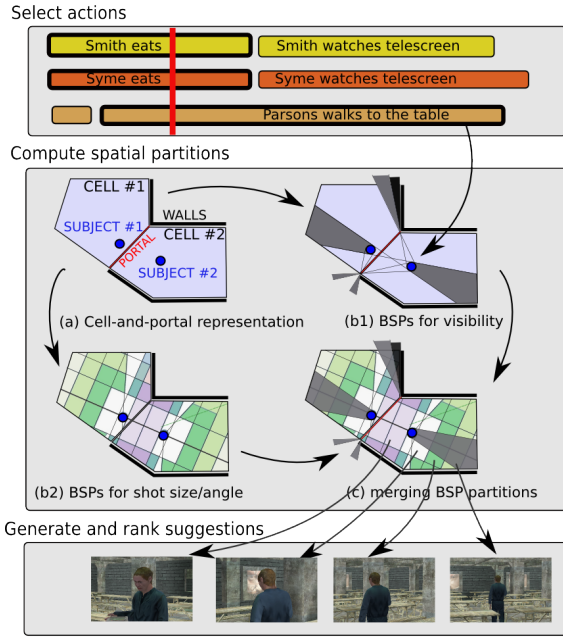 Select actions
Smith eats
Smith watches telescreen
Syme eats
Syme watches telescreen
Parsons walks to the table
Compute spatial partitions
CELL #1
WALLS
SUBJECT #1
CELL #2
PORTAL
SUBJECT #2
(a) Cell-and-portal representation
(b1) BSPs for visibility
(b2) BSPs for shot size/angle
(c) merging BSP partitions
Generate and rank suggestions